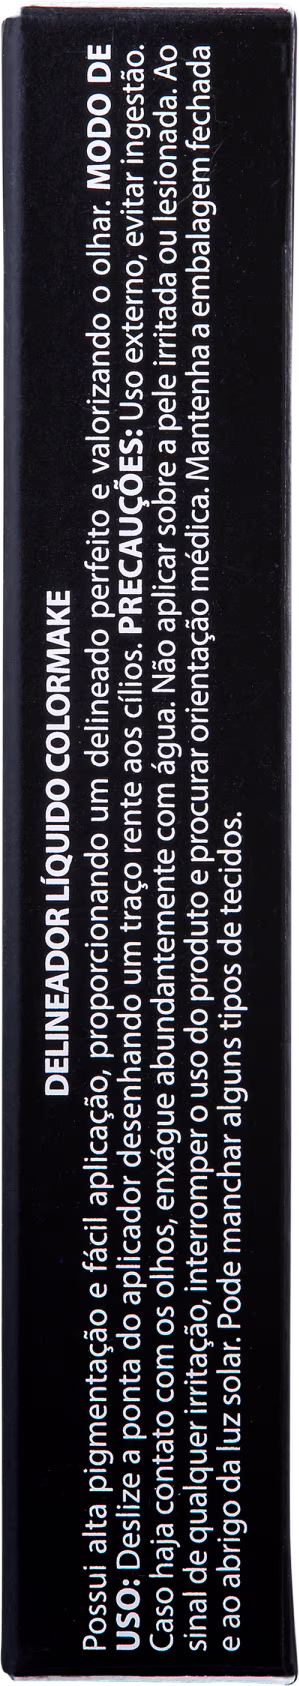 DELINEADOR LÍQUIDO COLORMAKE
Possui alta pigmentação e fácil aplicação, proporcionando um delineado perfeito e valorizando o olhar. MODO DE
USO: Deslize a ponta do aplicador desenhando um traço rente aos cílios. PRECAUÇÕES: Uso externo, evitar ingestão.
Caso haja contato com os olhos, enxágue abundantemente com água. Não aplicar sobre a pele irritada ou lesionada. Ao
sinal de qualquer irritação, interromper o uso do produto e procurar orientação médica. Mantenha a embalagem fechada
e ao abrigo da luz solar. Pode manchar alguns tipos de tecidos.